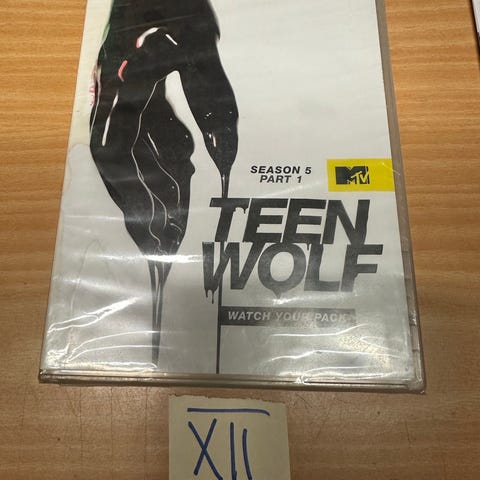 SEASON 5
PART 1
MTV
TEEN
WOLF
WATCH YOUR PACK
XII